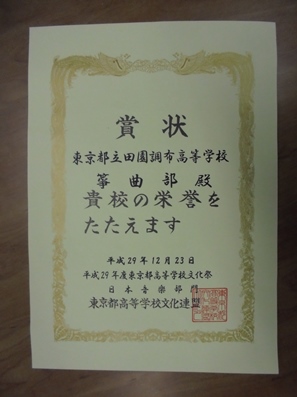 賞状
東京都立田園調布高等学校
箏曲部殿
貴校の栄誉を
たたえます
平成29年12月23日
平成29年度東京都高等学校文化祭
日本音楽部門
東京都高等学校文化連盟